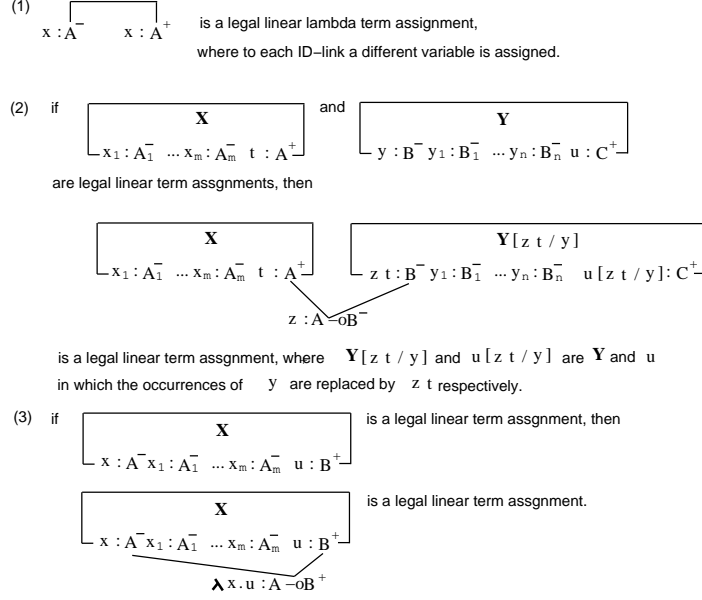 (1) x : A⁻ x : A⁺ is a legal linear lambda term assignment,
where to each ID–link a different variable is assigned.
(2) if X and Y
x₁ : A₁⁻ ... xₘ : Aₘ⁻ t : A⁺ y : B⁻ y₁ : B₁⁻ ... yₙ : Bₙ⁻ u : C⁺
are legal linear term assgnments, then
X Y[ z t / y ]
x₁ : A₁⁻ ... xₘ : Aₘ⁻ t : A⁺ z t : B⁻ y₁ : B₁⁻ ... yₙ : Bₙ⁻ u [ z t / y ] : C⁺
z : A –oB⁻
is a legal linear term assgnment, where Y[ z t / y ] and u [ z t / y ] are Y and u
in which the occurrences of y are replaced by z t respectively.
(3) if X is a legal linear term assgnment, then
x : A⁻ x₁ : A₁⁻ ... xₘ : Aₘ⁻ u : B⁺
X is a legal linear term assgnment.
x : A⁻ x₁ : A₁⁻ ... xₘ : Aₘ⁻ u : B⁺
λ x . u : A –oB⁺